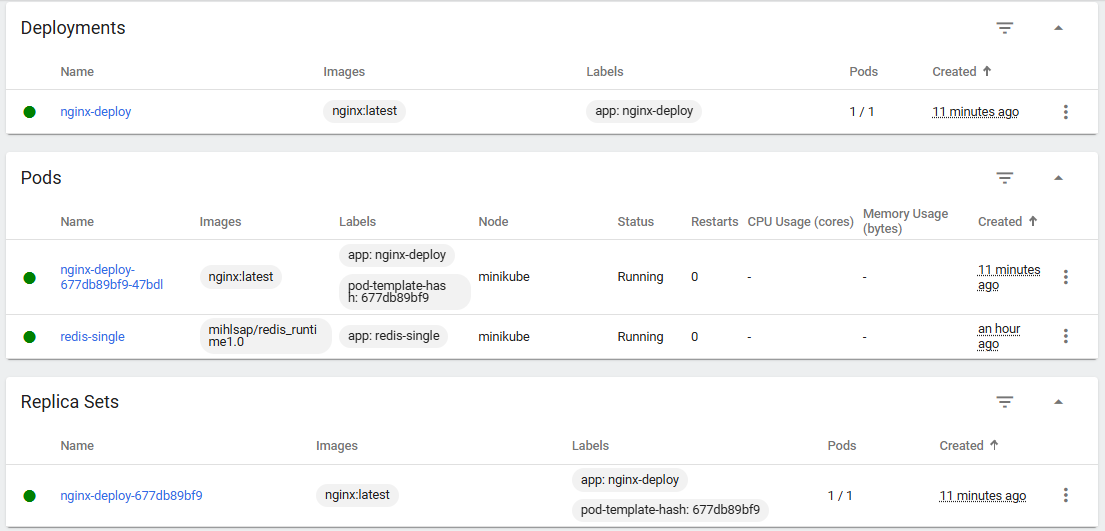 Deployments
Name Images Labels Pods Created
nginx-deploy nginx:latest app: nginx-deploy 1 / 1 11 minutes ago
Pods
Name Images Labels Node Status Restarts CPU Usage (cores) Memory Usage (bytes) Created
nginx-deploy-
677db89bf9-47bdl
nginx:latest
app: nginx-deploy
pod-template-has
h: 677db89bf9
minikube Running 0 - -
11 minutes
ago
redis-single
mihlsap/redis_runti
me1.0
app: redis-single minikube Running 0 - -
an hour
ago
Replica Sets
Name Images Labels Pods Created
nginx-deploy-677db89bf9 nginx:latest
app: nginx-deploy
pod-template-hash: 677db89bf9
1 / 1 11 minutes ago